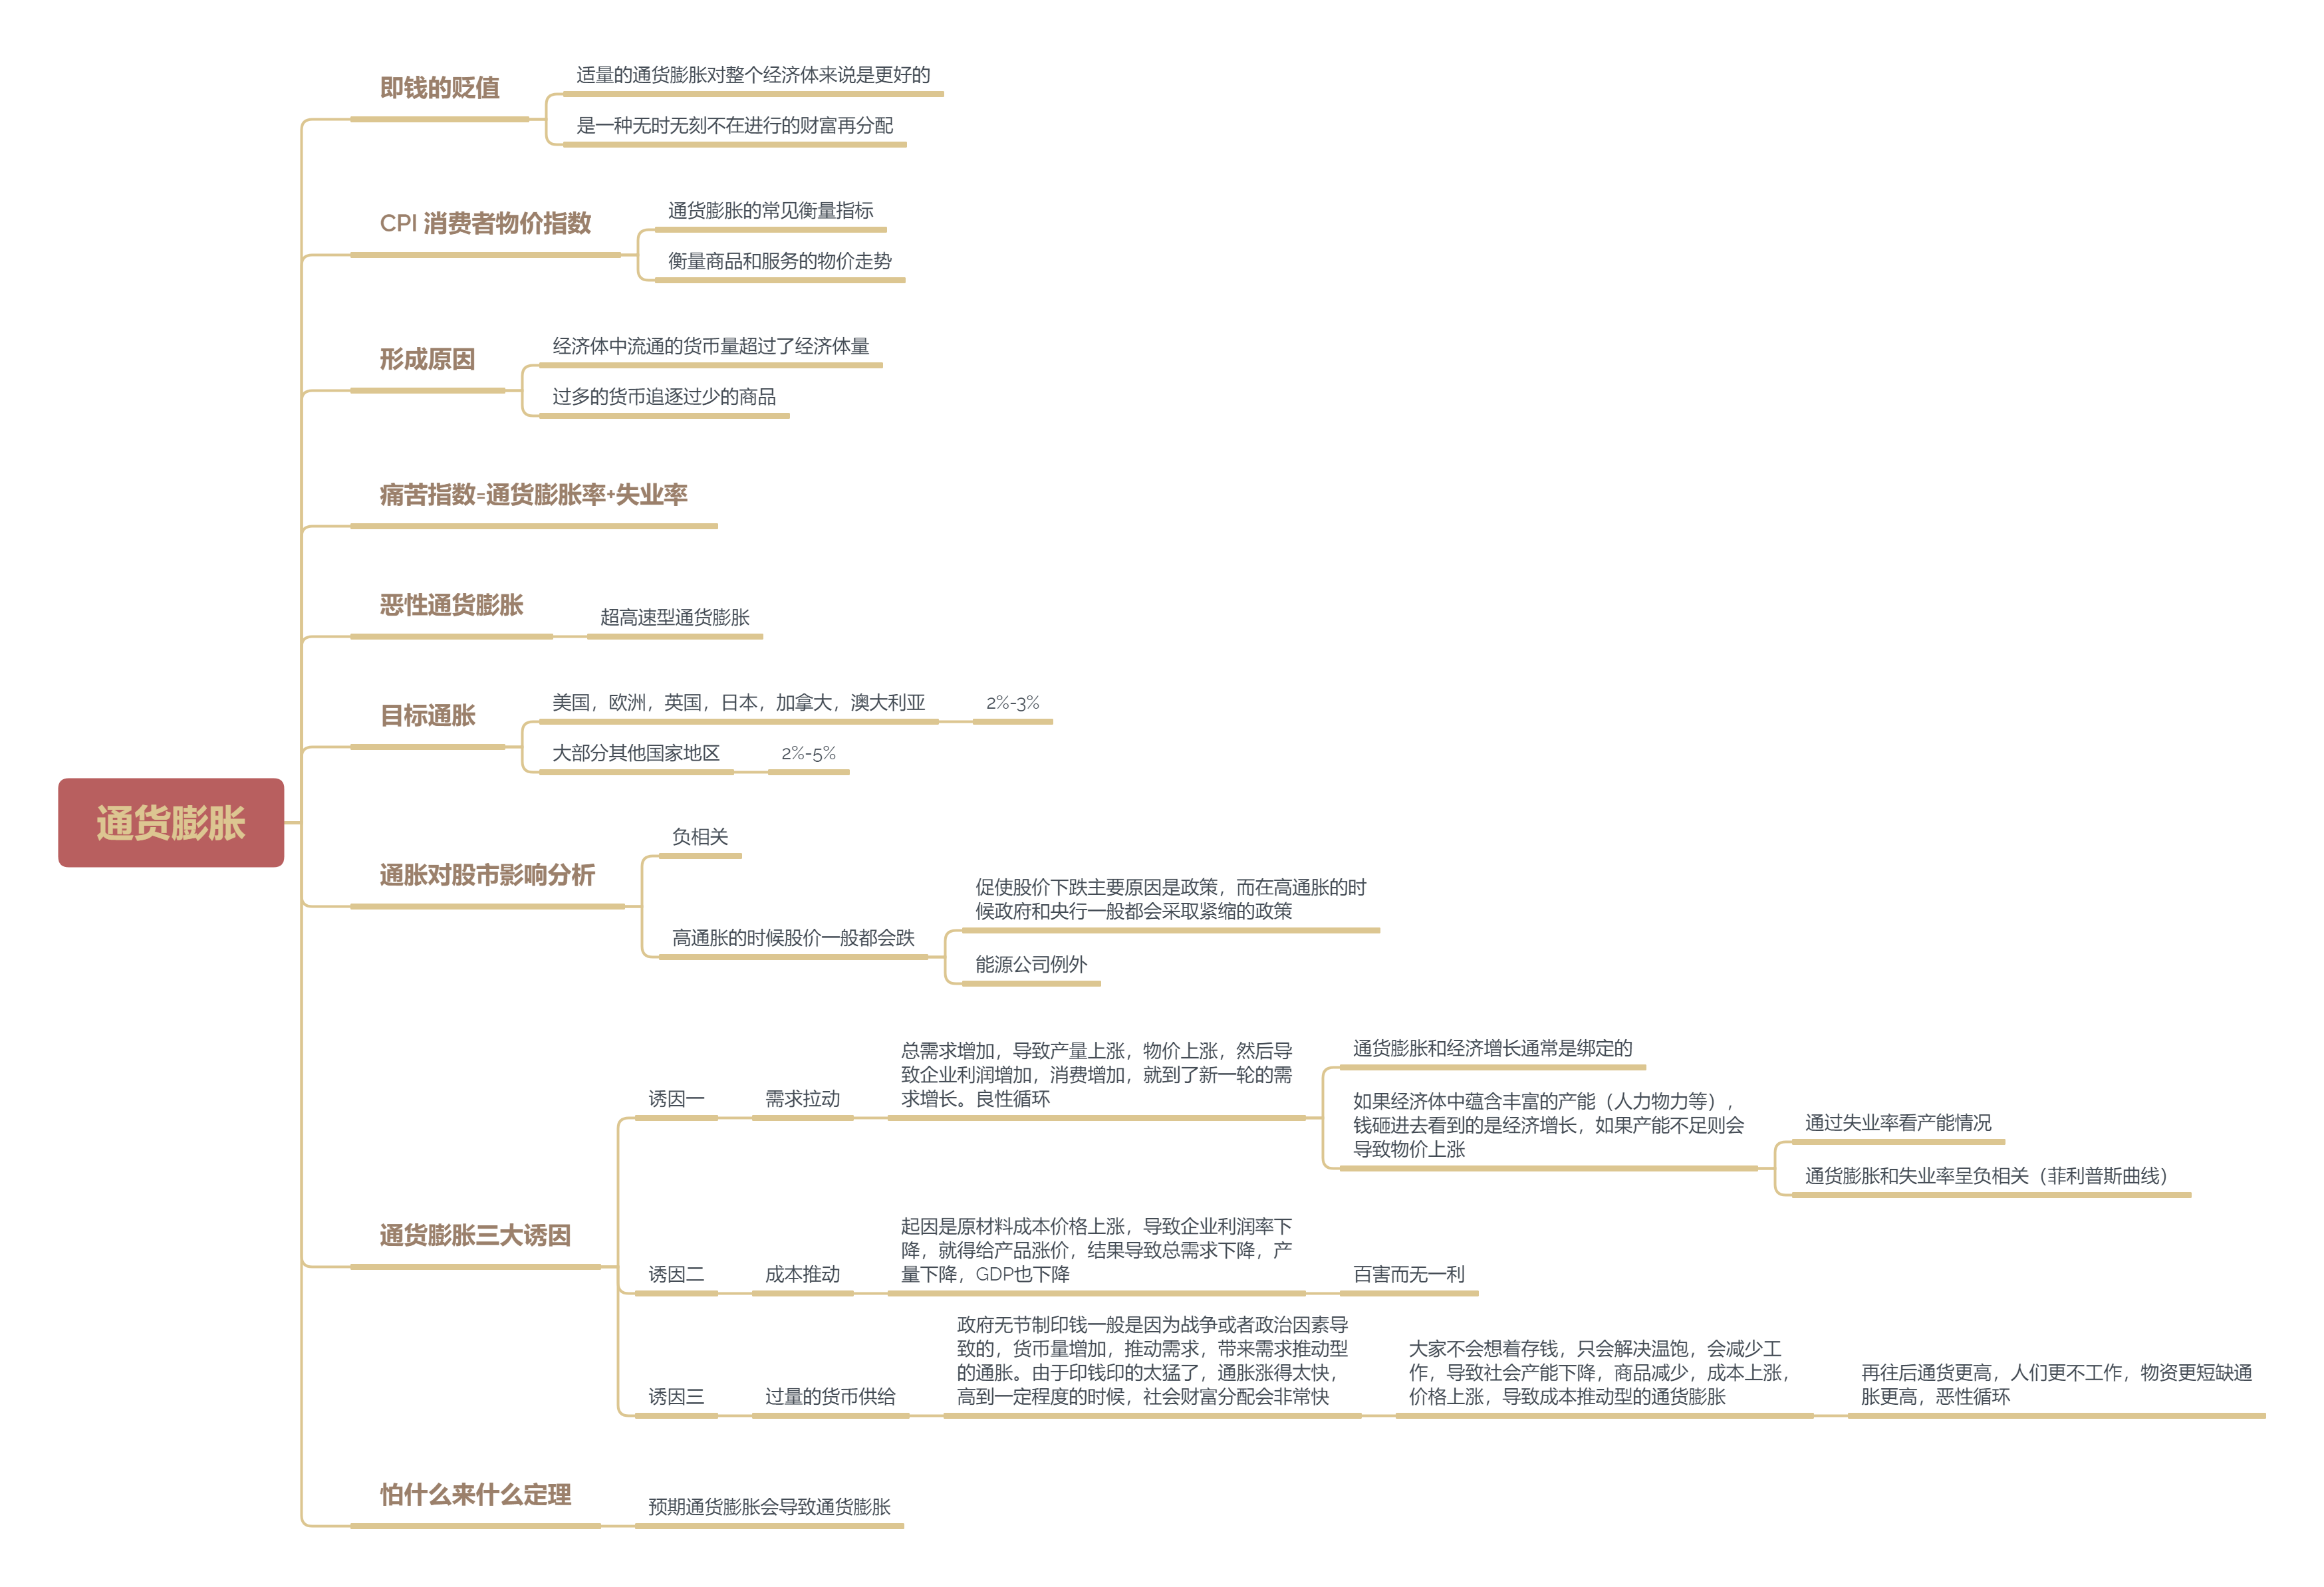 通货膨胀
即钱的贬值
适量的通货膨胀对整个经济体来说是更好的
是一种无时无刻不在进行的财富再分配
CPI 消费者物价指数
通货膨胀的常见衡量指标
衡量商品和服务的物价走势
形成原因
经济体中流通的货币量超过了经济体量
过多的货币追逐过少的商品
痛苦指数=通货膨胀率+失业率
恶性通货膨胀
超高速型通货膨胀
目标通胀
美国，欧洲，英国，日本，加拿大，澳大利亚
2%-3%
大部分其他国家地区
2%-5%
通胀对股市影响分析
负相关
高通胀的时候股价一般都会跌
促使股价下跌主要原因是政策，而在高通胀的时
候政府和央行一般都会采取紧缩的政策
能源公司例外
通货膨胀三大诱因
诱因一
需求拉动
总需求增加，导致产量上涨，物价上涨，然后导
致企业利润增加，消费增加，就到了新一轮的需
求增长。良性循环
通货膨胀和经济增长通常是绑定的
如果经济体中蕴含丰富的产能（人力物力等），
钱砸进去看到的是经济增长，如果产能不足则会
导致物价上涨
通过失业率看产能情况
通货膨胀和失业率呈负相关（菲利普斯曲线）
诱因二
成本推动
起因是原材料成本价格上涨，导致企业利润率下
降，就得给产品涨价，结果导致总需求下降，产
量下降，GDP也下降
百害而无一利
诱因三
过量的货币供给
政府无节制印钱一般是因为战争或者政治因素导
致的，货币量增加，推动需求，带来需求推动型
的通胀。由于印钱印的太猛了，通胀涨得太快，
高到一定程度的时候，社会财富分配会非常快
大家不会想着存钱，只会解决温饱，会减少工
作，导致社会产能下降，商品减少，成本上涨，
价格上涨，导致成本推动型的通货膨胀
再往后通货更高，人们更不工作，物资更短缺通
胀更高，恶性循环
怕什么来什么定理
预期通货膨胀会导致通货膨胀